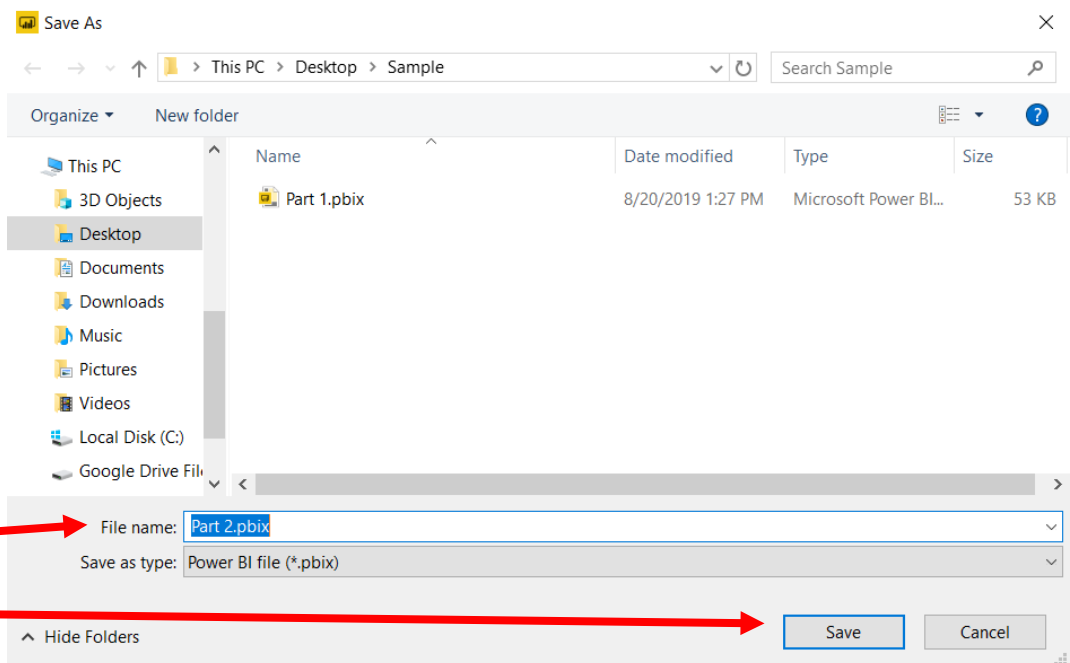 Save As
This PC > Desktop > Sample
Search Sample
Organize
New folder
Name
Date modified
Type
Size
This PC
3D Objects
Desktop
Documents
Downloads
Music
Pictures
Videos
Local Disk (C:)
Google Drive Fil
Part 1.pbix
8/20/2019 1:27 PM
Microsoft Power BI...
53 KB
File name: Part 2.pbix
Save as type: Power BI file (*.pbix)
Hide Folders
Save
Cancel